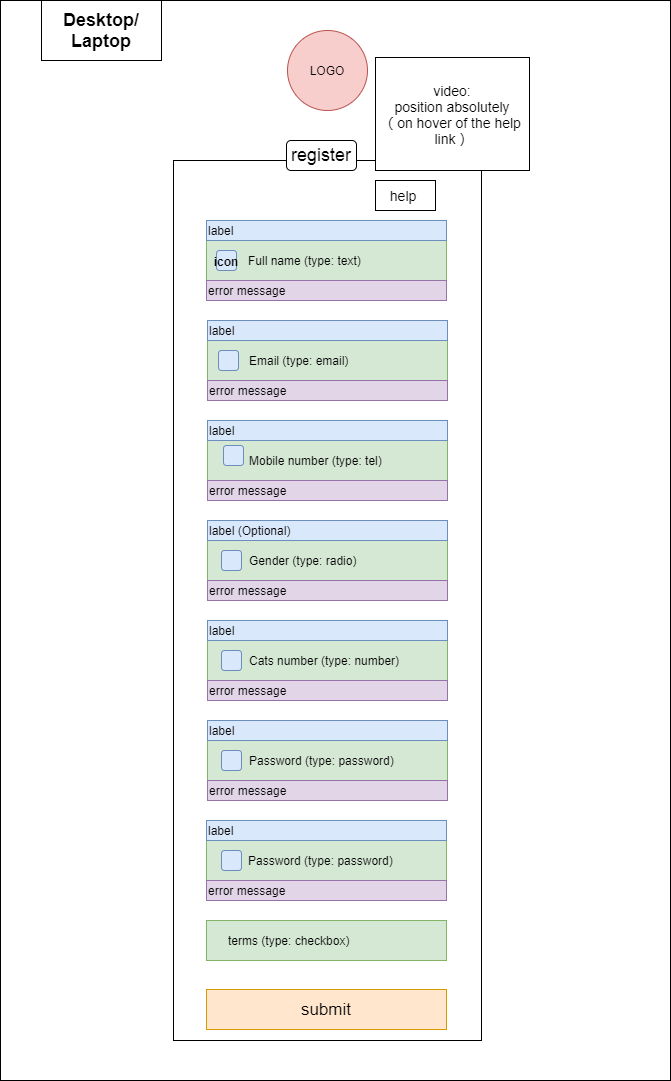 Desktop/
Laptop
LOGO
video:
position absolutely
( on hover of the help
link )
register
help
label
icon
Full name (type: text)
error message
label
Email (type: email)
error message
label
Mobile number (type: tel)
error message
label (Optional)
Gender (type: radio)
error message
label
Cats number (type: number)
error message
label
Password (type: password)
error message
label
Password (type: password)
error message
terms (type: checkbox)
submit